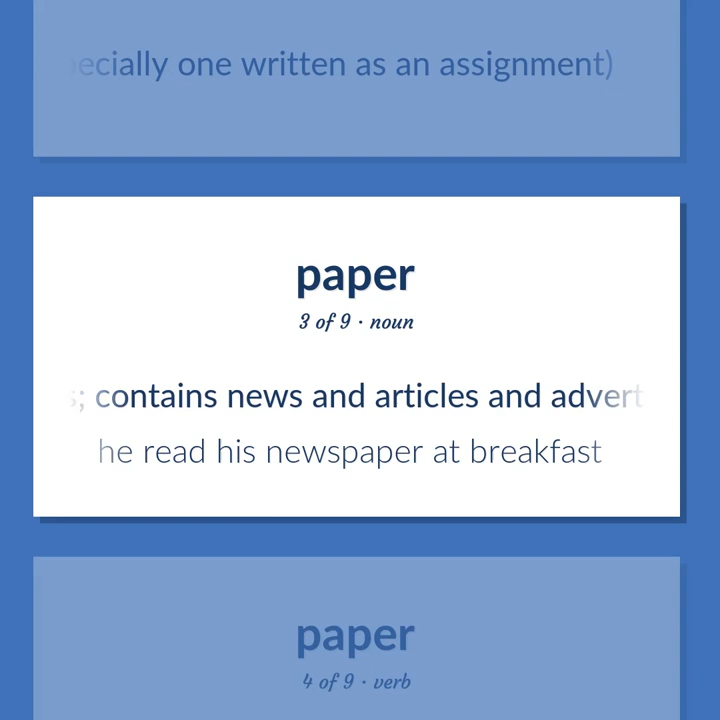 ecially one written as an assignment)
paper
3 of 9 · noun
s; contains news and articles and advert
he read his newspaper at breakfast
paper
4 of 9 · verb